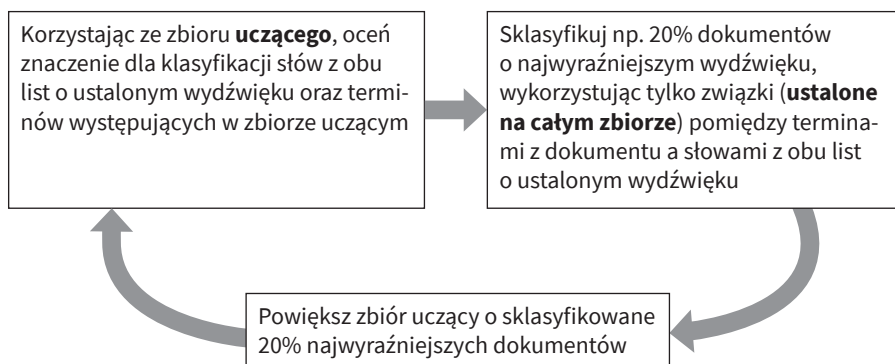 Korzystając ze zbioru uczącego, oceń
znaczenie dla klasyfikacji słów z obu
list o ustalonym wydźwięku oraz termi-
nów występujących w zbiorze uczącym
Sklasyfikuj np. 20% dokumentów
o najwyraźniejszym wydźwięku,
wykorzystując tylko związki (ustalone
na całym zbiorze) pomiędzy termina-
mi z dokumentu a słowami z obu list
o ustalonym wydźwięku
Powiększ zbiór uczący o sklasyfikowane
20% najwyraźniejszych dokumentów